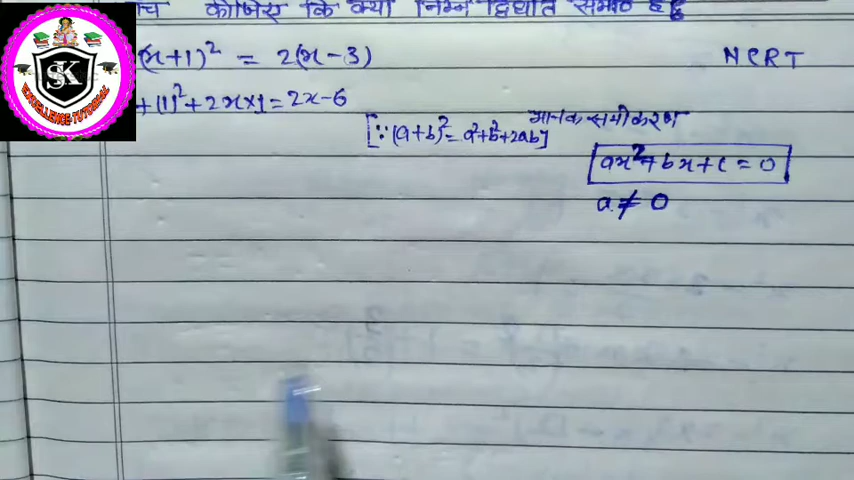 कीजिए कि क्या निम्न द्विघात समी० हैं
(x+1)² = 2(x-3)
NCRT
+ (1)² + 2x×1 = 2x-6
[∵ (a+b)² = a²+b²+2ab]
मानक समीकरण
ax²+bx+c = 0
a ≠ 0
SK
EXCELLENCE TUTORIAL